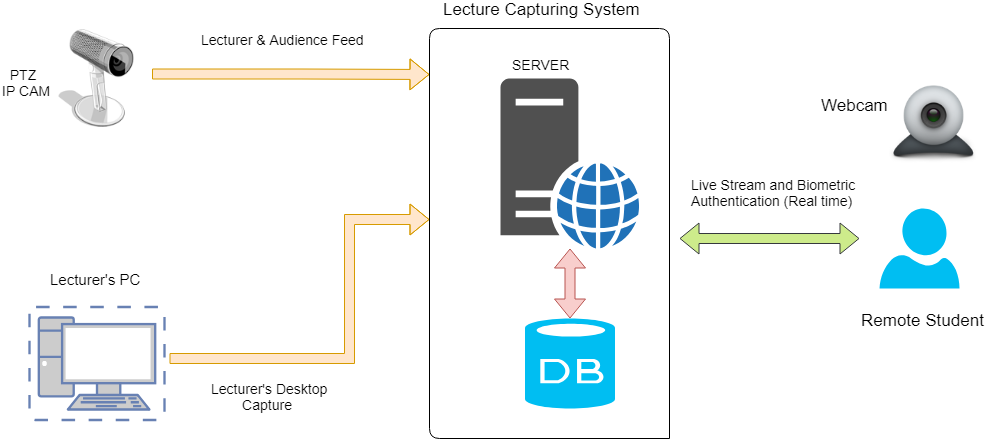 Lecture Capturing System
Lecturer & Audience Feed
PTZ
IP CAM
SERVER
Webcam
Live Stream and Biometric
Authentication (Real time)
Lecturer's PC
Remote Student
DB
Lecturer's Desktop
Capture